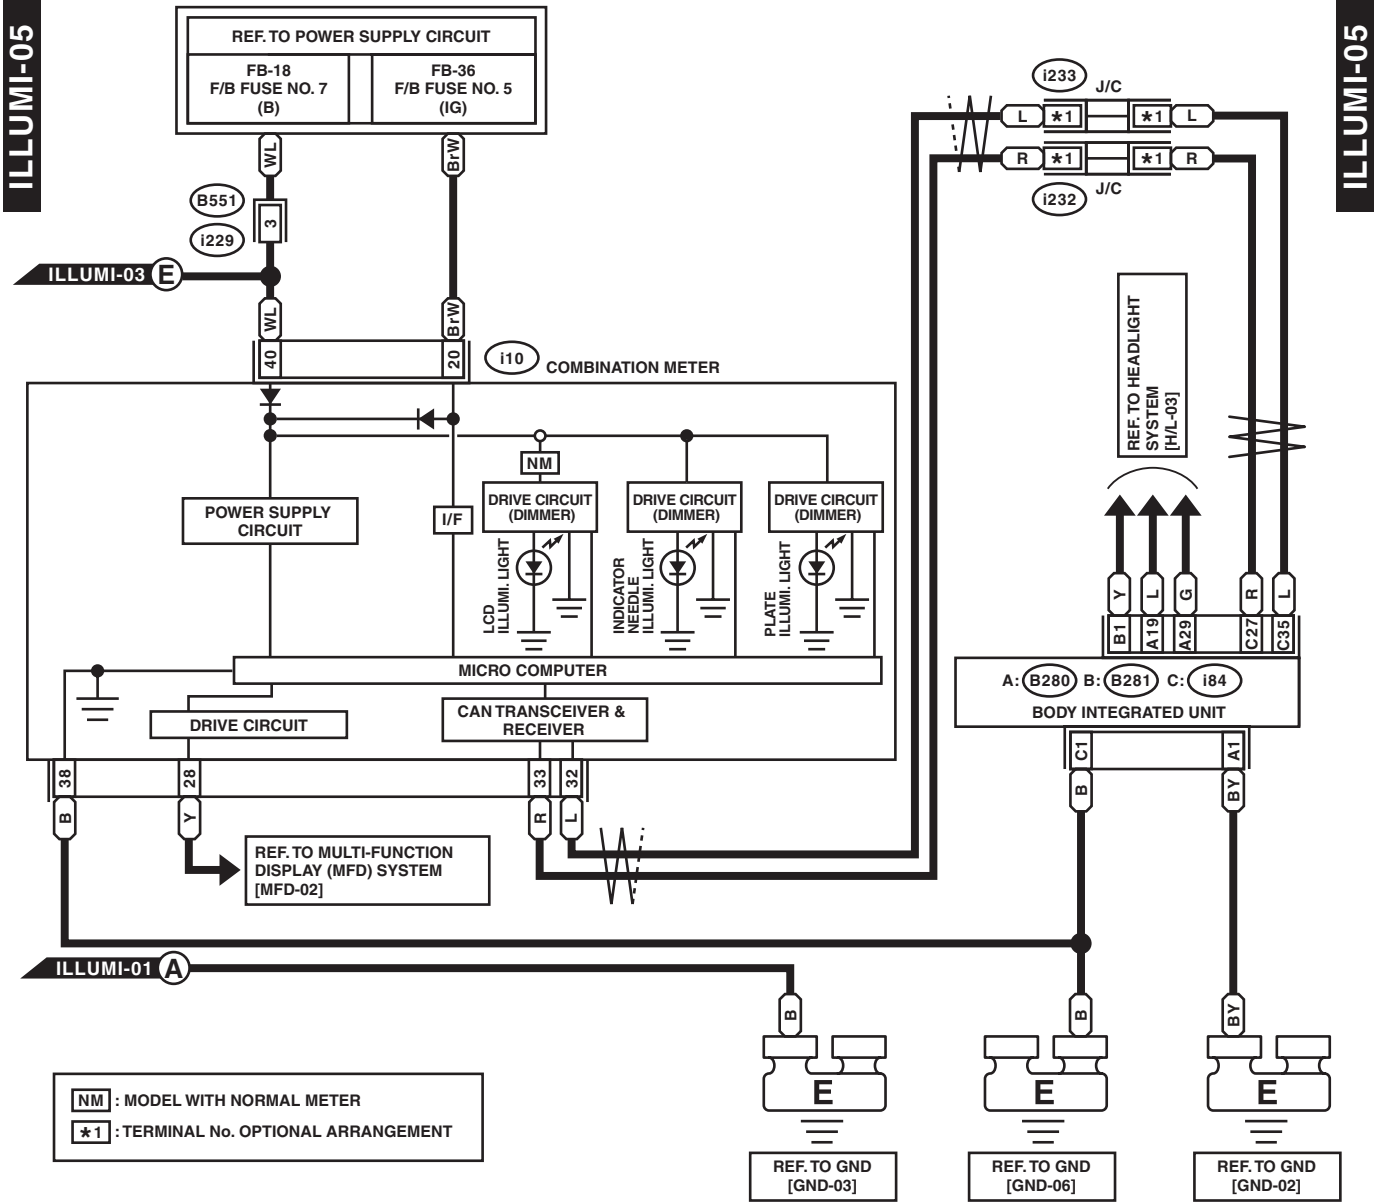 ILLUMI-05
ILLUMI-05
REF. TO POWER SUPPLY CIRCUIT
FB-18
F/B FUSE NO. 7
(B)
FB-36
F/B FUSE NO. 5
(IG)
WL
BrW
B551
3
i229
ILLUMI-03 E
WL
BrW
40
20
i10
COMBINATION METER
i233
J/C
L
*1
*1
L
R
*1
*1
R
i232
J/C
REF. TO HEADLIGHT
SYSTEM
[H/L-03]
NM
POWER SUPPLY
CIRCUIT
I/F
DRIVE CIRCUIT
(DIMMER)
DRIVE CIRCUIT
(DIMMER)
DRIVE CIRCUIT
(DIMMER)
LCD
ILLUMI. LIGHT
INDICATOR
NEEDLE
ILLUMI. LIGHT
PLATE
ILLUMI. LIGHT
Y
L
G
R
L
B1
A19
A29
C27
C35
MICRO COMPUTER
A: B280 B: B281 C: i84
BODY INTEGRATED UNIT
DRIVE CIRCUIT
CAN TRANSCEIVER &
RECEIVER
C1
A1
38
28
33
32
B
BY
B
Y
R
L
REF. TO MULTI-FUNCTION
DISPLAY (MFD) SYSTEM
[MFD-02]
ILLUMI-01 A
B
B
BY
E
E
E
NM : MODEL WITH NORMAL METER
*1 : TERMINAL No. OPTIONAL ARRANGEMENT
REF. TO GND
[GND-03]
REF. TO GND
[GND-06]
REF. TO GND
[GND-02]